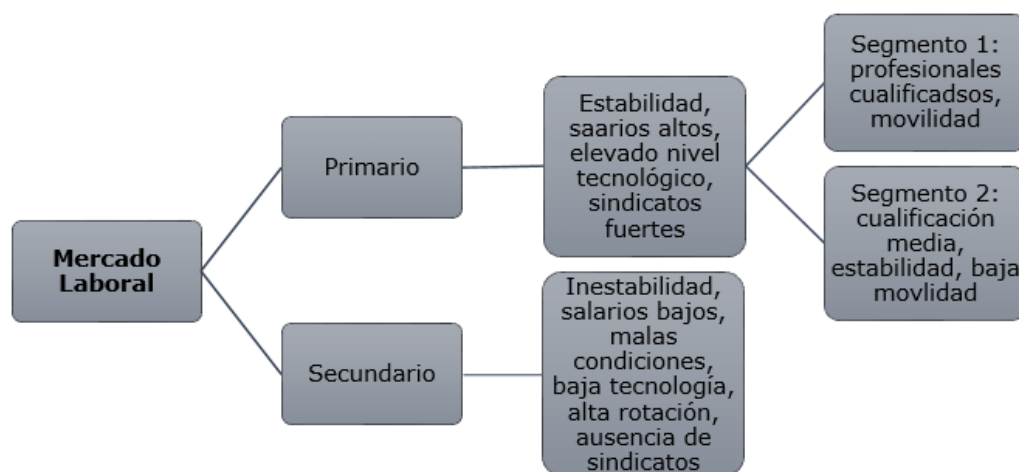 Mercado
Laboral
Primario
Estabilidad,
saarios altos,
elevado nivel
tecnológico,
sindicatos
fuertes
Segmento 1:
profesionales
cualificadsos,
movilidad
Segmento 2:
cualificación
media,
estabilidad, baja
movlidad
Secundario
Inestabilidad,
salarios bajos,
malas
condiciones,
baja tecnología,
alta rotación,
ausencia de
sindicatos